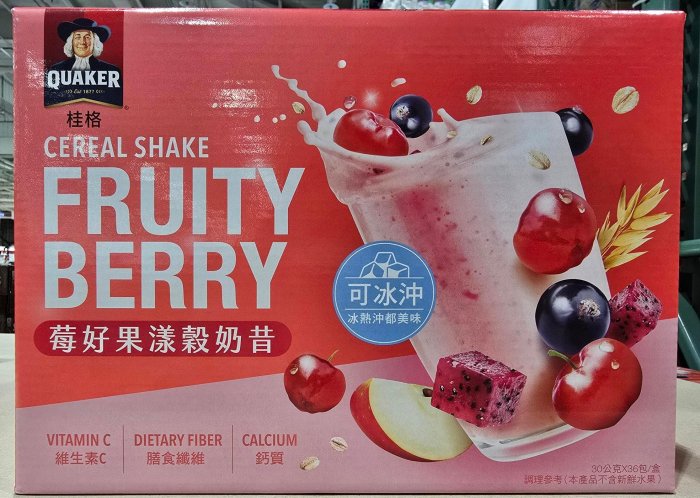 QUAKER
Est 1877
桂格
CEREAL SHAKE
FRUITY
BERRY
可冰沖
冰熱沖都美味
莓好果漾穀奶昔
VITAMIN C
維生素C
DIETARY FIBER
膳食纖維
CALCIUM
鈣質
30公克X36包/盒
調理參考(本產品不含新鮮水果)